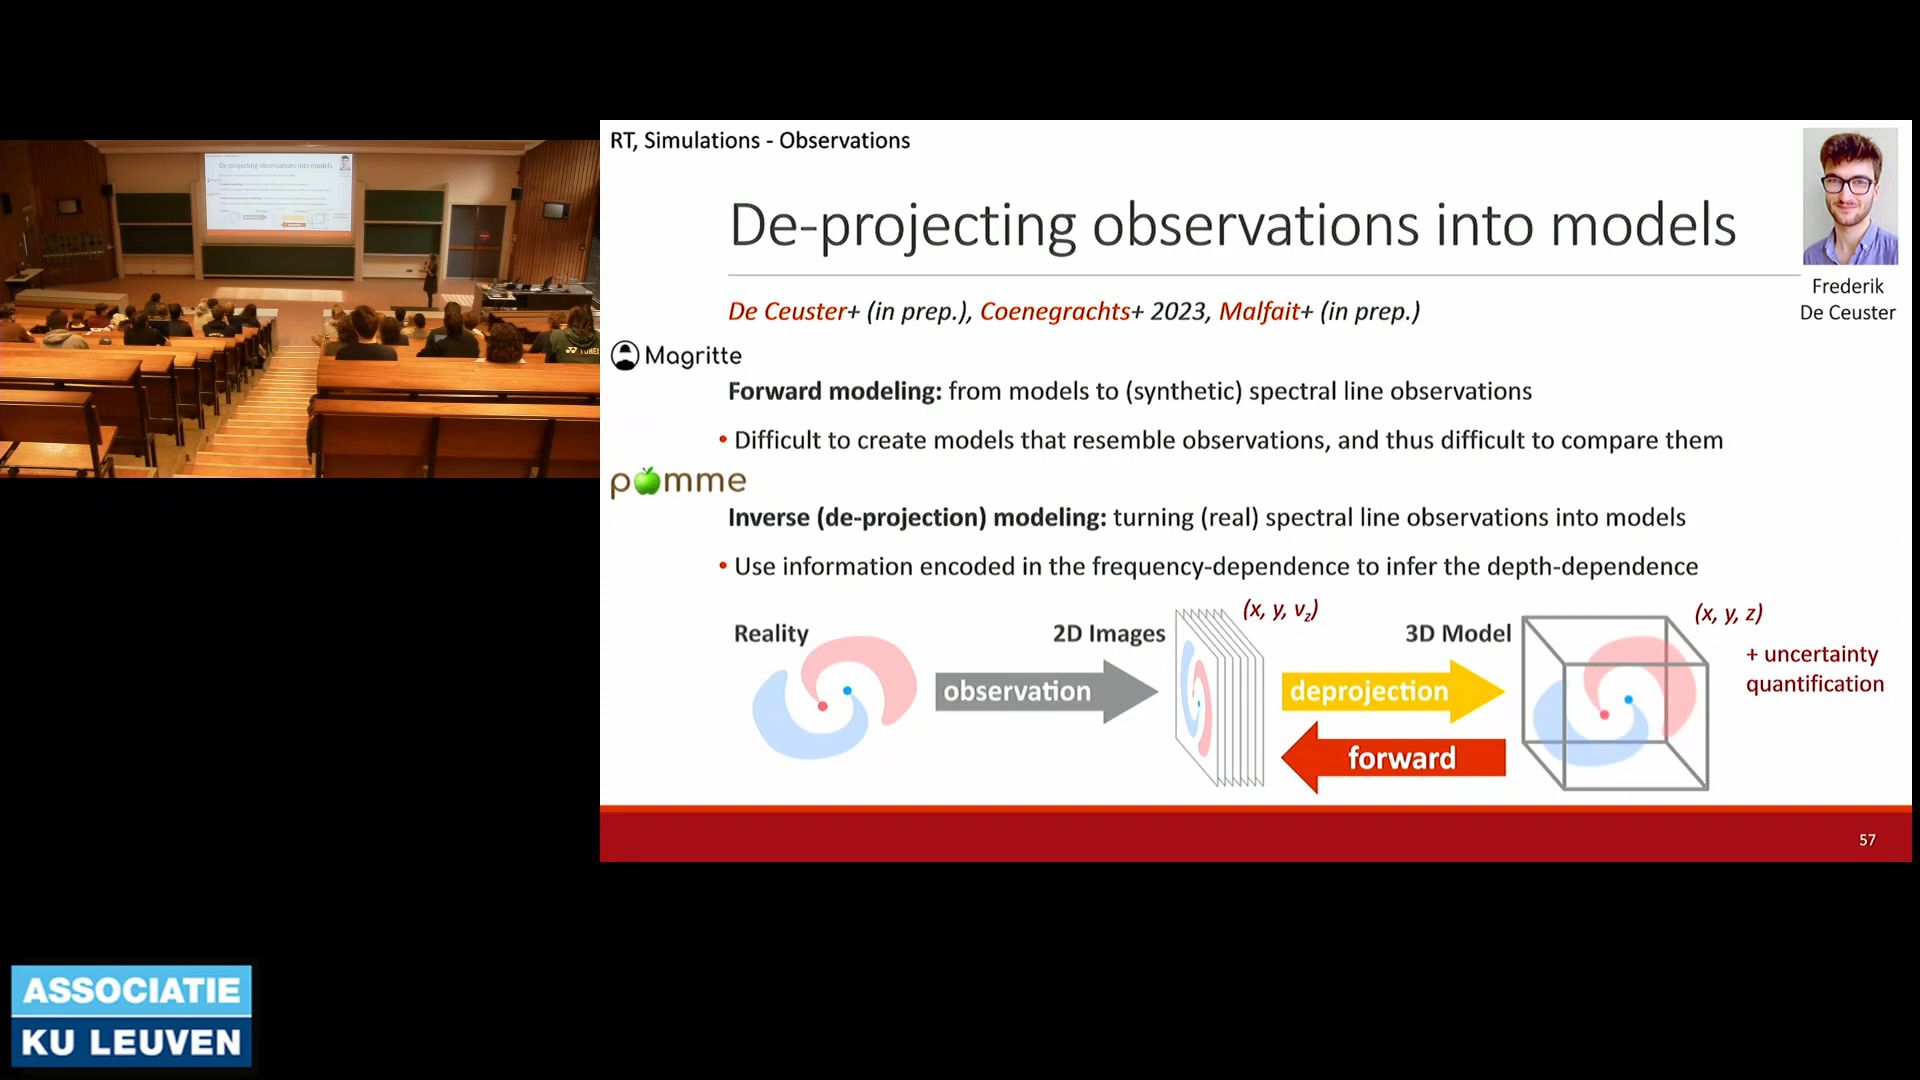 RT, Simulations - Observations
De-projecting observations into models
Frederik
De Ceuster
De Ceuster+ (in prep.), Coenegrachts+ 2023, Malfait+ (in prep.)
Magritte
Forward modeling: from models to (synthetic) spectral line observations
• Difficult to create models that resemble observations, and thus difficult to compare them
pomme
Inverse (de-projection) modeling: turning (real) spectral line observations into models
• Use information encoded in the frequency-dependence to infer the depth-dependence
Reality
2D Images
(x, y, vz)
3D Model
(x, y, z)
+ uncertainty
quantification
observation
deprojection
forward
57
ASSOCIATIE
KU LEUVEN